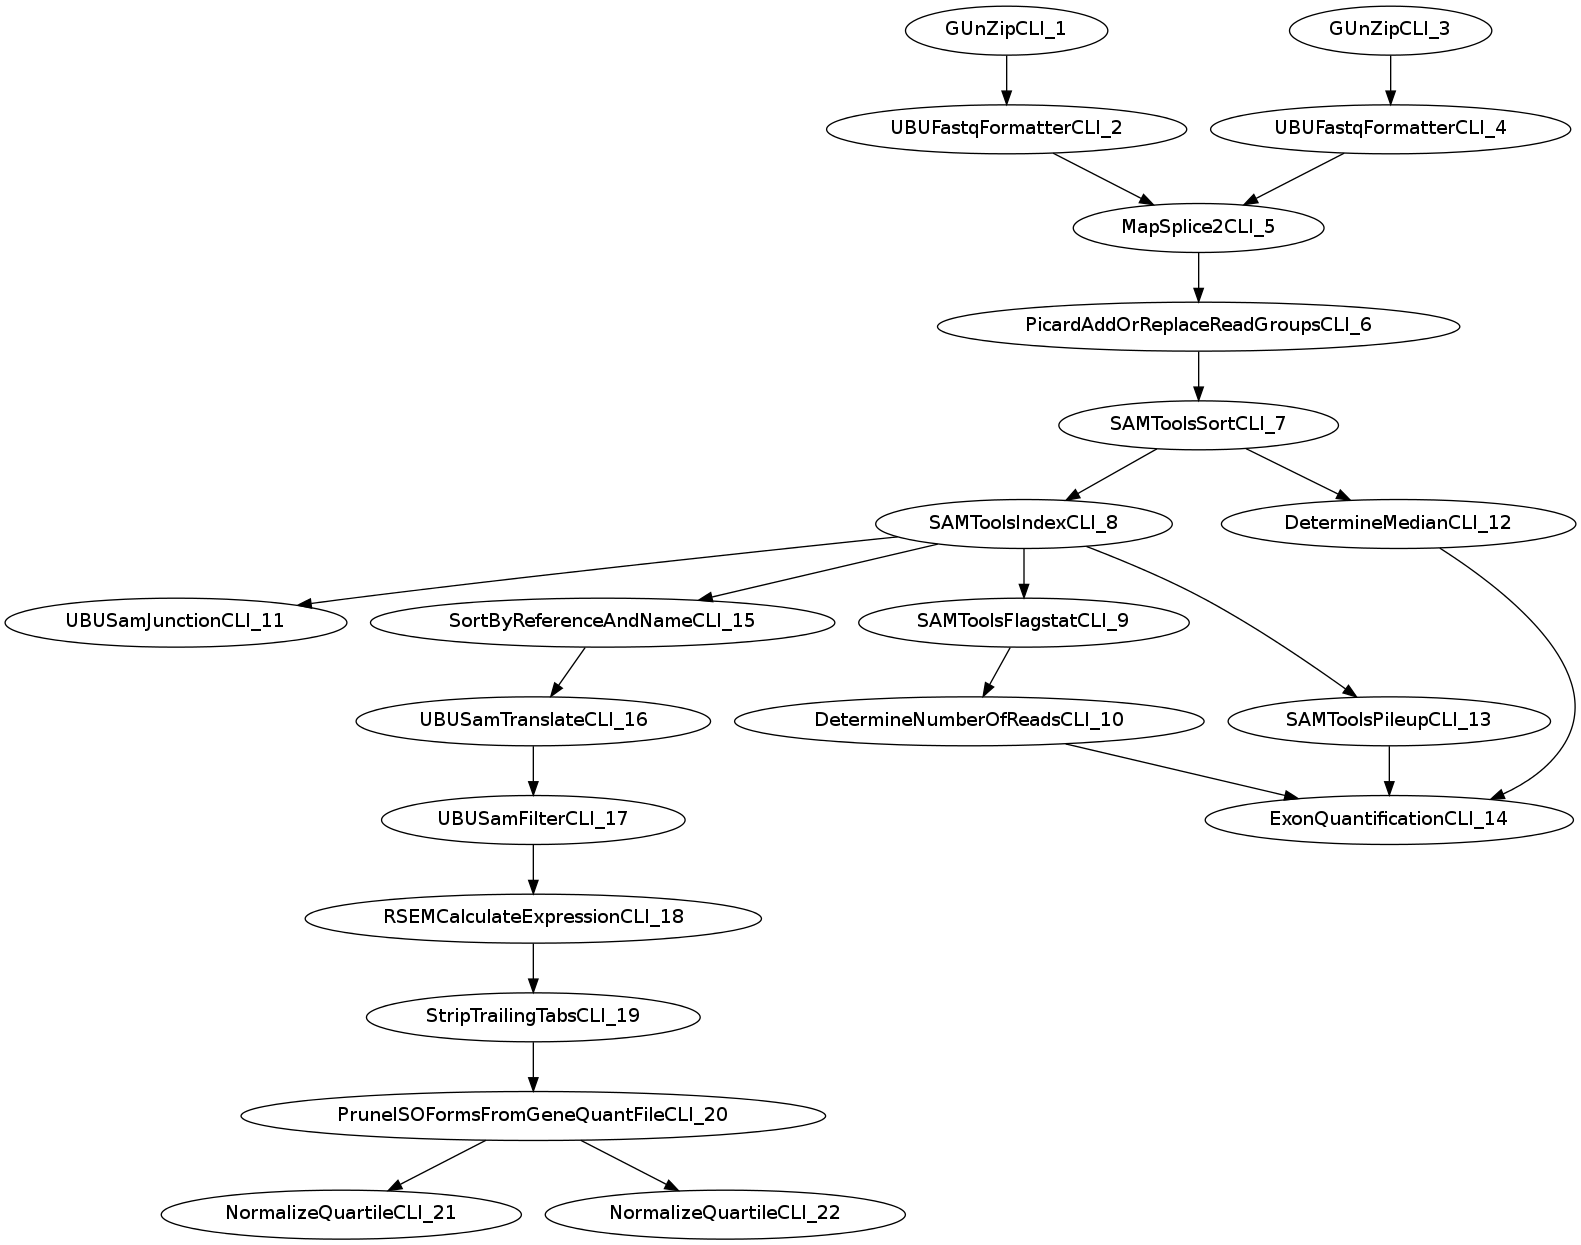 GUnZipCLI_1
GUnZipCLI_3
UBUFastqFormatterCLI_2
UBUFastqFormatterCLI_4
MapSplice2CLI_5
PicardAddOrReplaceReadGroupsCLI_6
SAMToolsSortCLI_7
SAMToolsIndexCLI_8
DetermineMedianCLI_12
UBUSamJunctionCLI_11
SortByReferenceAndNameCLI_15
SAMToolsFlagstatCLI_9
UBUSamTranslateCLI_16
DetermineNumberOfReadsCLI_10
SAMToolsPileupCLI_13
UBUSamFilterCLI_17
ExonQuantificationCLI_14
RSEMCalculateExpressionCLI_18
StripTrailingTabsCLI_19
PruneISOFormsFromGeneQuantFileCLI_20
NormalizeQuartileCLI_21
NormalizeQuartileCLI_22